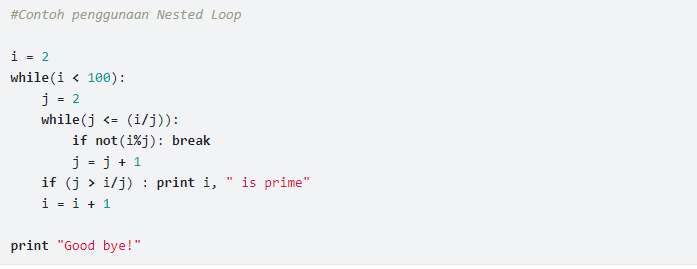 #Contoh penggunaan Nested Loop

i = 2
while(i < 100):
    j = 2
    while(j <= (i/j)):
        if not(i%j): break
        j = j + 1
    if (j > i/j) : print i, " is prime"
    i = i + 1

print "Good bye!"